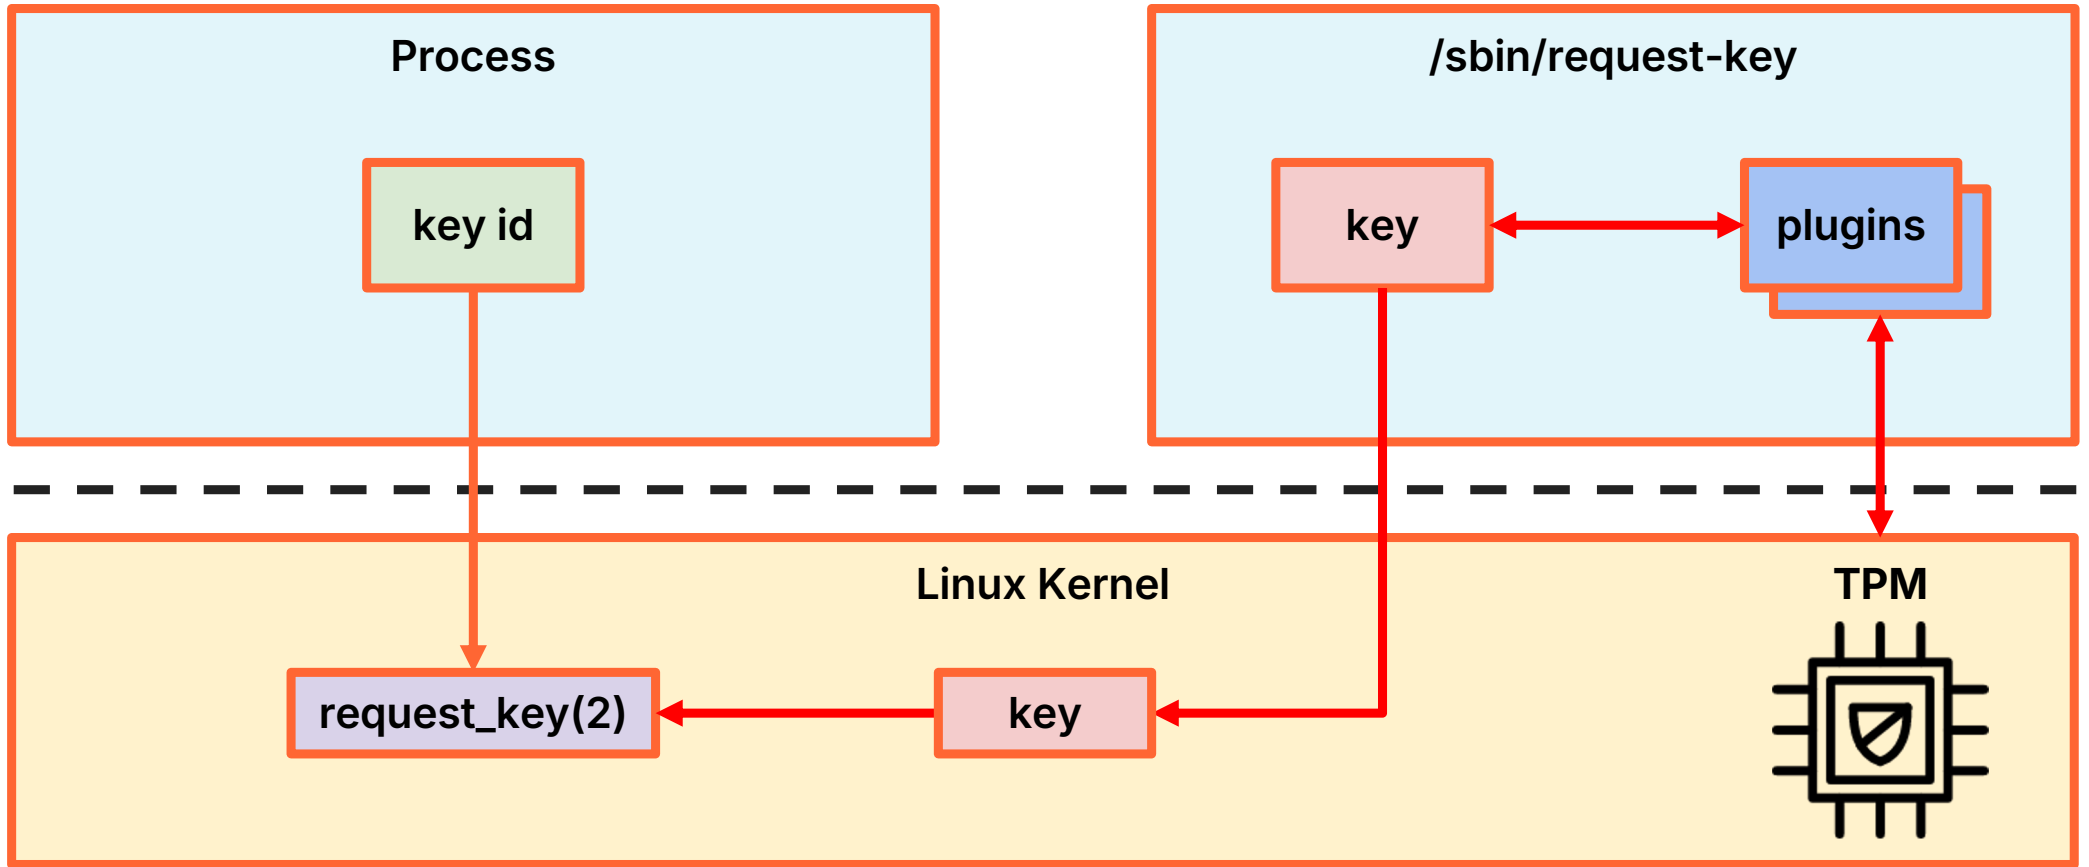 Process
/sbin/request-key
key id
key
plugins
Linux Kernel
TPM
request_key(2)
key